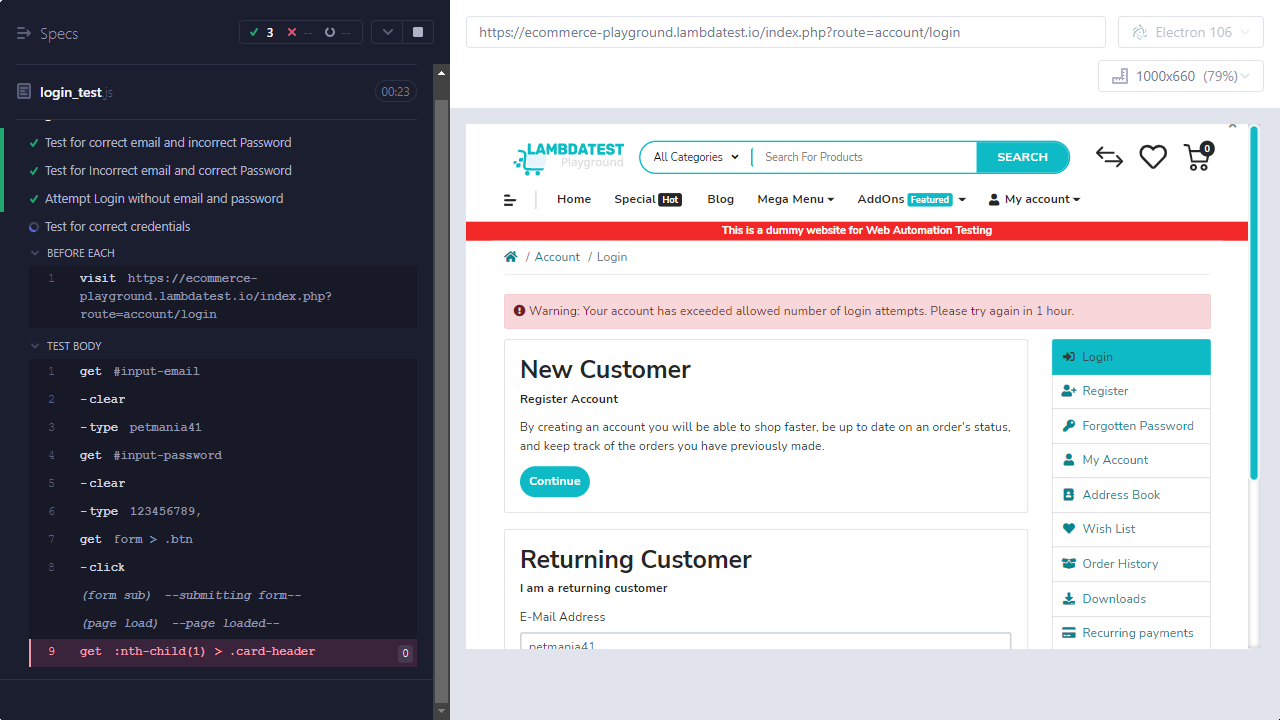 Specs
3
--
--
login_test.js
00:23
Test for correct email and incorrect Password
Test for Incorrect email and correct Password
Attempt Login without email and password
Test for correct credentials
BEFORE EACH
1 visit https://ecommerce-
playground.lambdatest.io/index.php?
route=account/login
TEST BODY
1 get #input-email
2 -clear
3 -type petmania41
4 get #input-password
5 -clear
6 -type 123456789,
7 get form > .btn
8 -click
(form sub) --submitting form--
(page load) --page loaded--
9 get :nth-child(1) > .card-header 0
https://ecommerce-playground.lambdatest.io/index.php?route=account/login
Electron 106
1000x660 (79%)
LAMBDATEST
Playground
All Categories
Search For Products
SEARCH
0
Home
Special Hot
Blog
Mega Menu
AddOns Featured
My account
This is a dummy website for Web Automation Testing
/ Account / Login
Warning: Your account has exceeded allowed number of login attempts. Please try again in 1 hour.
New Customer
Register Account
By creating an account you will be able to shop faster, be up to date on an order's status,
and keep track of the orders you have previously made.
Continue
Returning Customer
I am a returning customer
E-Mail Address
petmania41
Login
Register
Forgotten Password
My Account
Address Book
Wish List
Order History
Downloads
Recurring payments